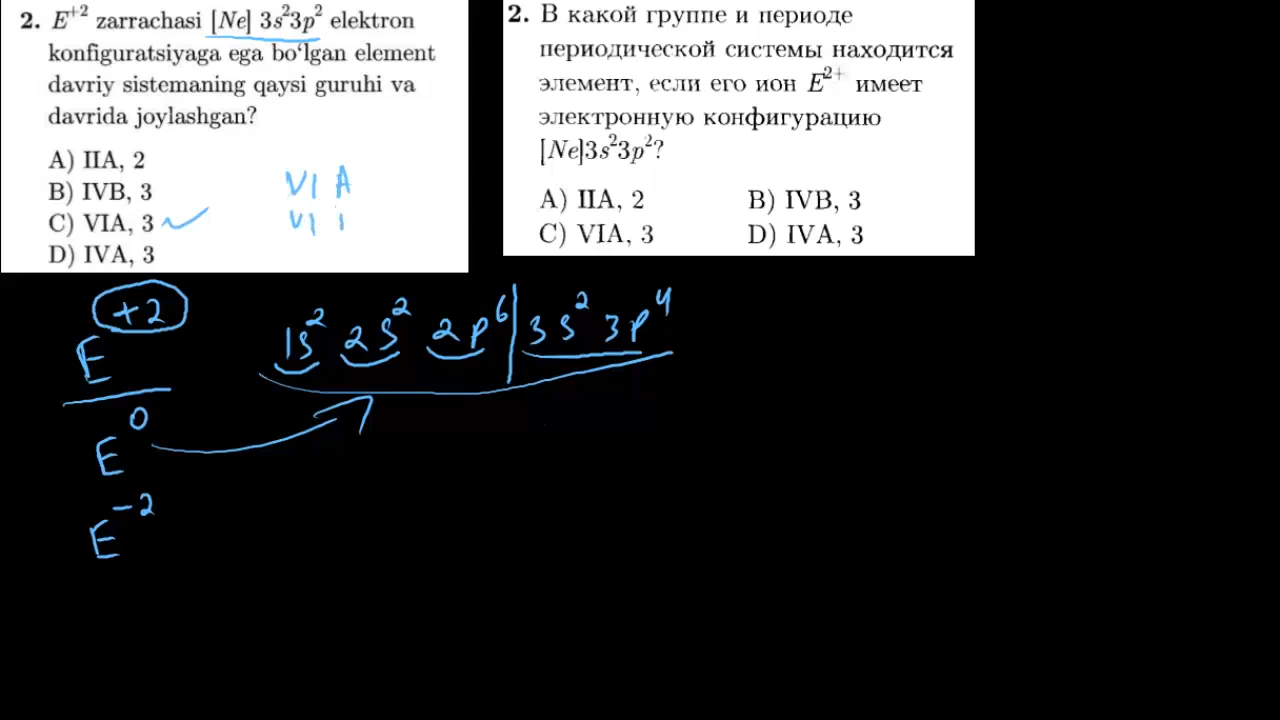 2. E⁺² zarrachasi [Ne] 3s²3p² elektron
konfiguratsiyaga ega bo‘lgan element
davriy sistemaning qaysi guruhi va
davrida joylashgan?
A) IIA, 2
B) IVB, 3
C) VIA, 3
D) IVA, 3
VI A
VI
2. В какой группе и периоде
периодической системы находится
элемент, если его ион E²⁺ имеет
электронную конфигурацию
[Ne]3s²3p²?
A) IIA, 2 B) IVB, 3
C) VIA, 3 D) IVA, 3
E⁺² 1s² 2s² 2p⁶ 3s² 3p⁴
E⁰
E⁻²